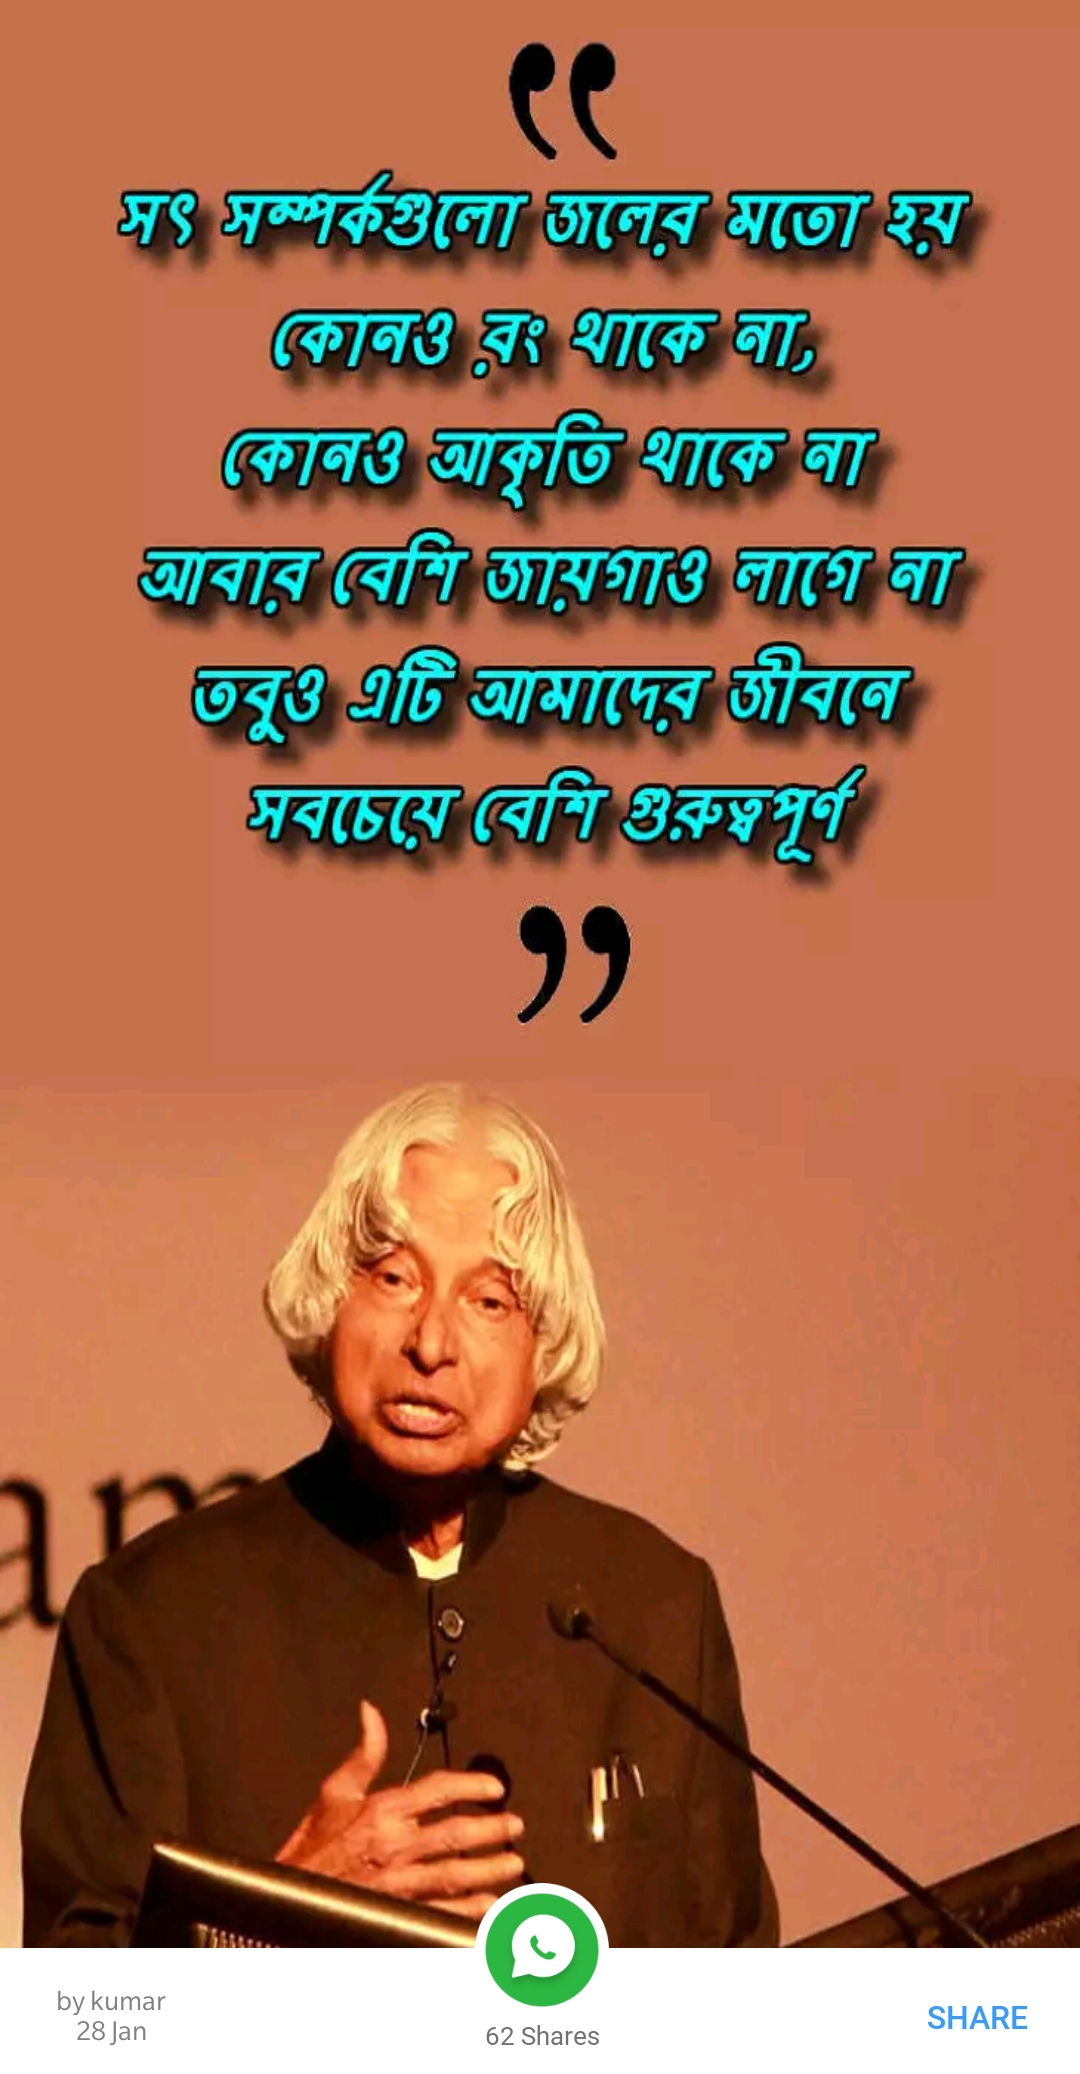 “
সৎ সম্পর্কগুলো জলের মতো হয়
কোনও রং থাকে না,
কোনও আকৃতি থাকে না
আবার বেশি জায়গাও লাগে না
তবুও এটি আমাদের জীবনে
সবচেয়ে বেশি গুরুত্বপূর্ণ
”
am
by kumar
28 Jan
62 Shares
SHARE